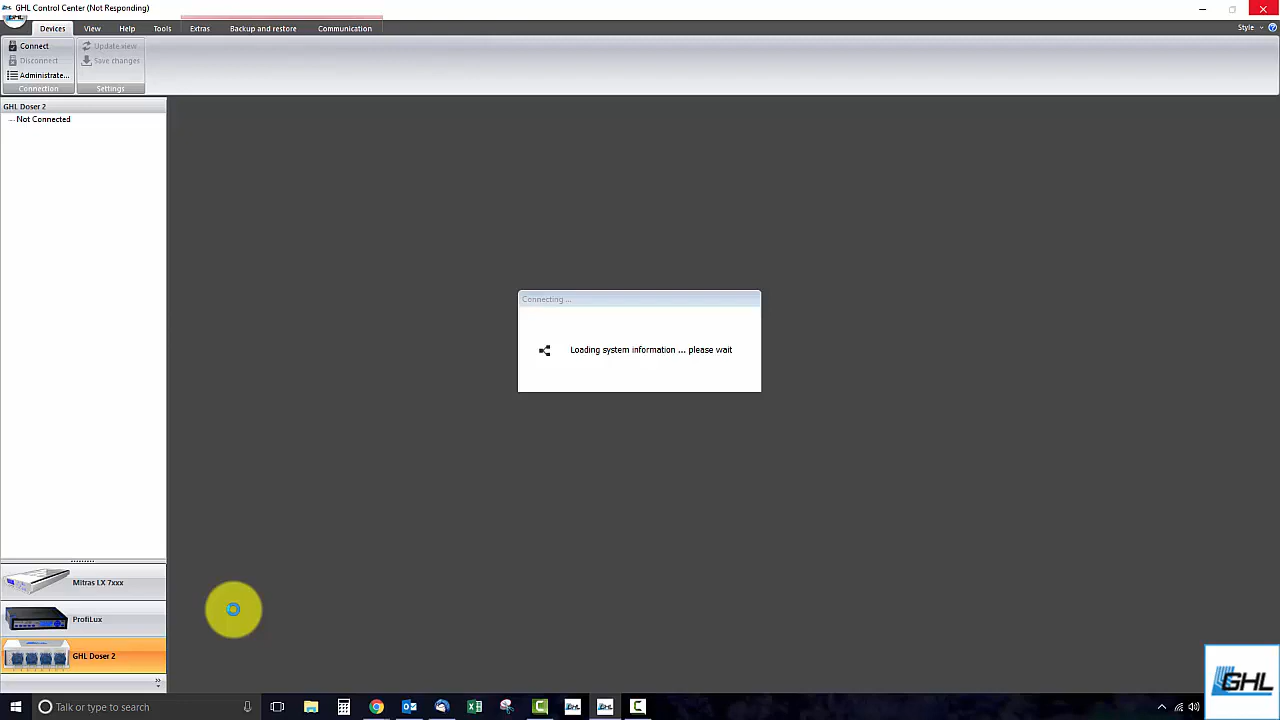 GHL Control Center (Not Responding)
GHL
Devices View Help Tools Extras Backup and restore Communication Style
Connect
Disconnect
Administrate...
Connection
Update view
Save changes
Settings
GHL Doser 2
Not Connected
Connecting ...
Loading system information ... please wait
Mitras LX 7xxx
ProfiLux
GHL Doser 2
GHL
Talk or type to search